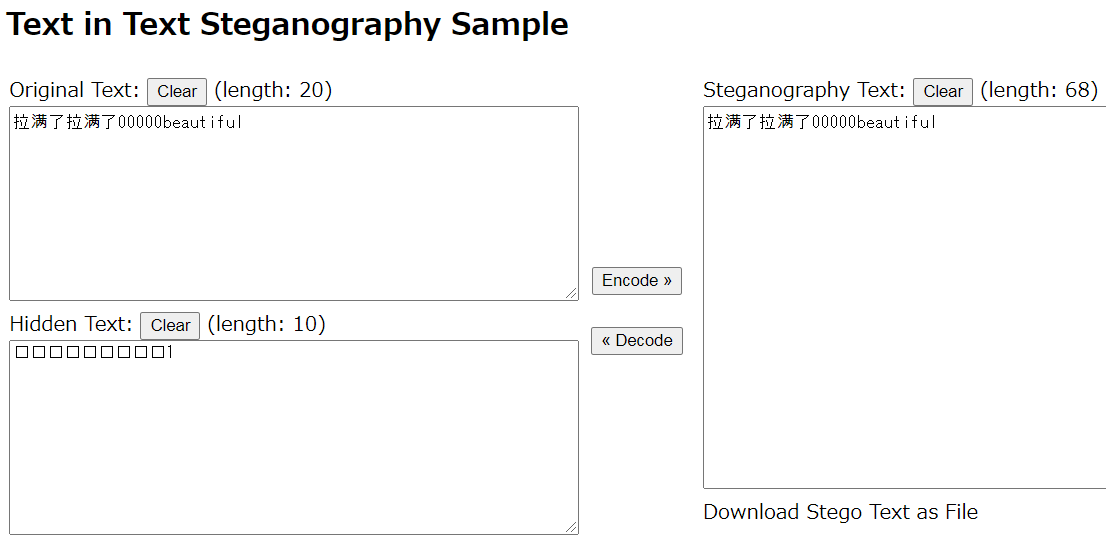 Text in Text Steganography Sample
Original Text: Clear (length: 20)
拉满了拉满了00000beautiful
Steganography Text: Clear (length: 68)
拉满了拉满了00000beautiful
Encode »
Hidden Text: Clear (length: 10)
« Decode
□□□□□□□□□1
Download Stego Text as File